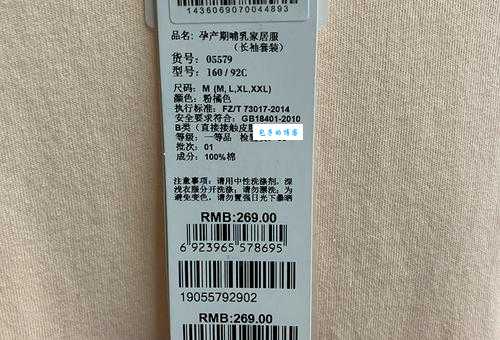 1436069070044893
品名: 孕产期哺乳家居服
(长袖套装)
货号: 05579
型号: 160/92C
尺码: M (M, L,XL,XXL)
颜色: 粉橘色
执行标准: FZ/T 73017-2014
安全要求符合: GB18401-2010
B类 (直接接触皮
等级: 一等品
批次: 01
成分: 100%棉
注意事项: 请用中性洗涤剂, 深
浅衣服分开洗涤; 请勿漂洗; 为
避免变色, 请勿置强日光下暴晒
RMB:269.00
6 923965 578695
19055792902
RMB:269.00